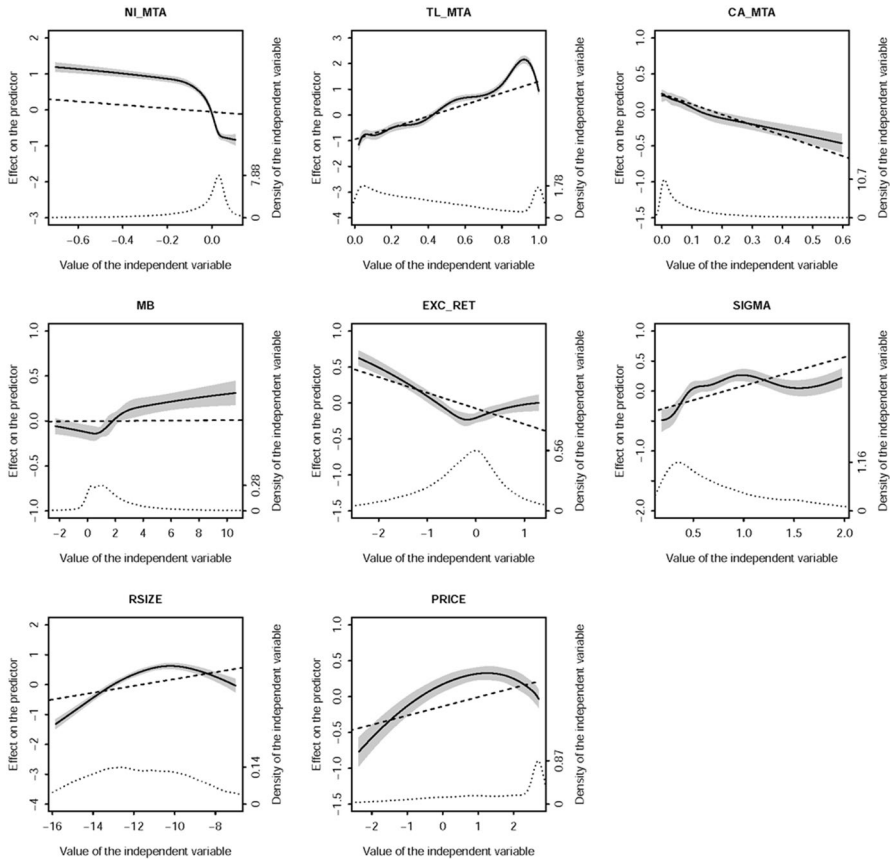 NI_MTA
TL_MTA
CA_MTA
Effect on the predictor
2
1
0
−1
−2
−3
−0.6 −0.4 −0.2 0.0
Value of the independent variable
7.88
0
Density of the independent variable
Effect on the predictor
3
2
1
0
−1
−2
−3
−4
0.0 0.2 0.4 0.6 0.8 1.0
Value of the independent variable
1.78
0
Density of the independent variable
Effect on the predictor
1.0
0.5
0.0
−0.5
−1.0
−1.5
0.0 0.1 0.2 0.3 0.4 0.5 0.6
Value of the independent variable
10.7
0
Density of the independent variable
MB
EXC_RET
SIGMA
Effect on the predictor
1.0
0.5
0.0
−0.5
−1.0
−2 0 2 4 6 8 10
Value of the independent variable
0.28
0
Density of the independent variable
Effect on the predictor
1.0
0.5
0.0
−0.5
−1.0
−1.5
−2 −1 0 1
Value of the independent variable
0.56
0
Density of the independent variable
Effect on the predictor
1.0
0.5
0.0
−0.5
−1.0
−2.0
0.5 1.0 1.5 2.0
Value of the independent variable
1.16
0
Density of the independent variable
RSIZE
PRICE
Effect on the predictor
2
1
0
−1
−2
−3
−4
−16 −14 −12 −10 −8
Value of the independent variable
0.14
0
Density of the independent variable
Effect on the predictor
1.0
0.5
0.0
−0.5
−1.0
−1.5
−2 −1 0 1 2
Value of the independent variable
0.87
0
Density of the independent variable